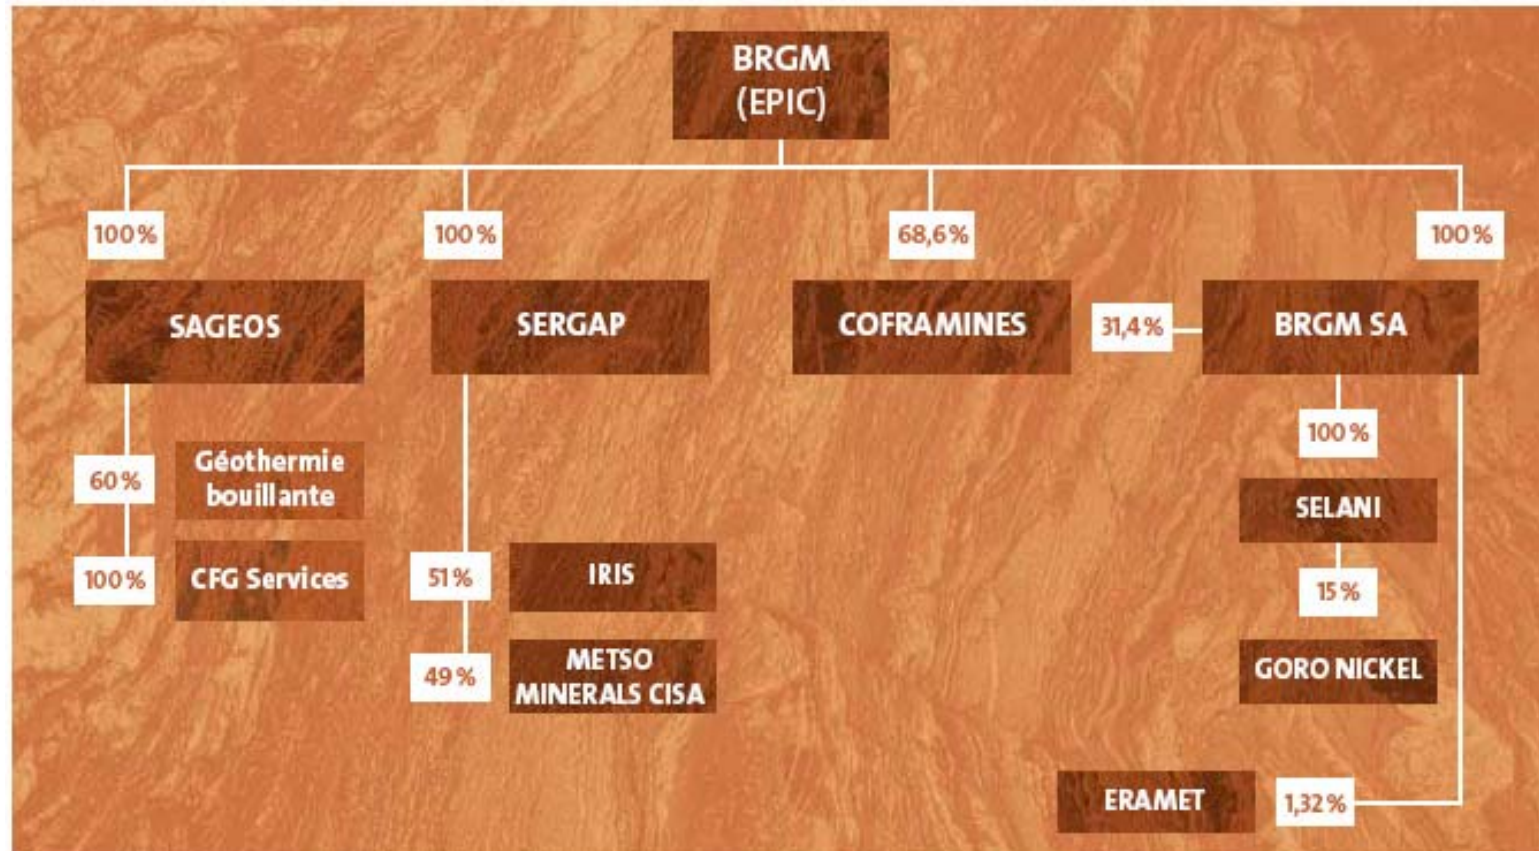 BRGM
(EPIC)
100 %
100 %
68,6 %
100 %
SAGEOS
SERGAP
COFRAMINES
31,4 %
BRGM SA
60 %
Géothermie
bouillante
100 %
CFG Services
51 %
IRIS
49 %
METSO
MINERALS CISA
100 %
SELANI
15 %
GORO NICKEL
ERAMET
1,32 %